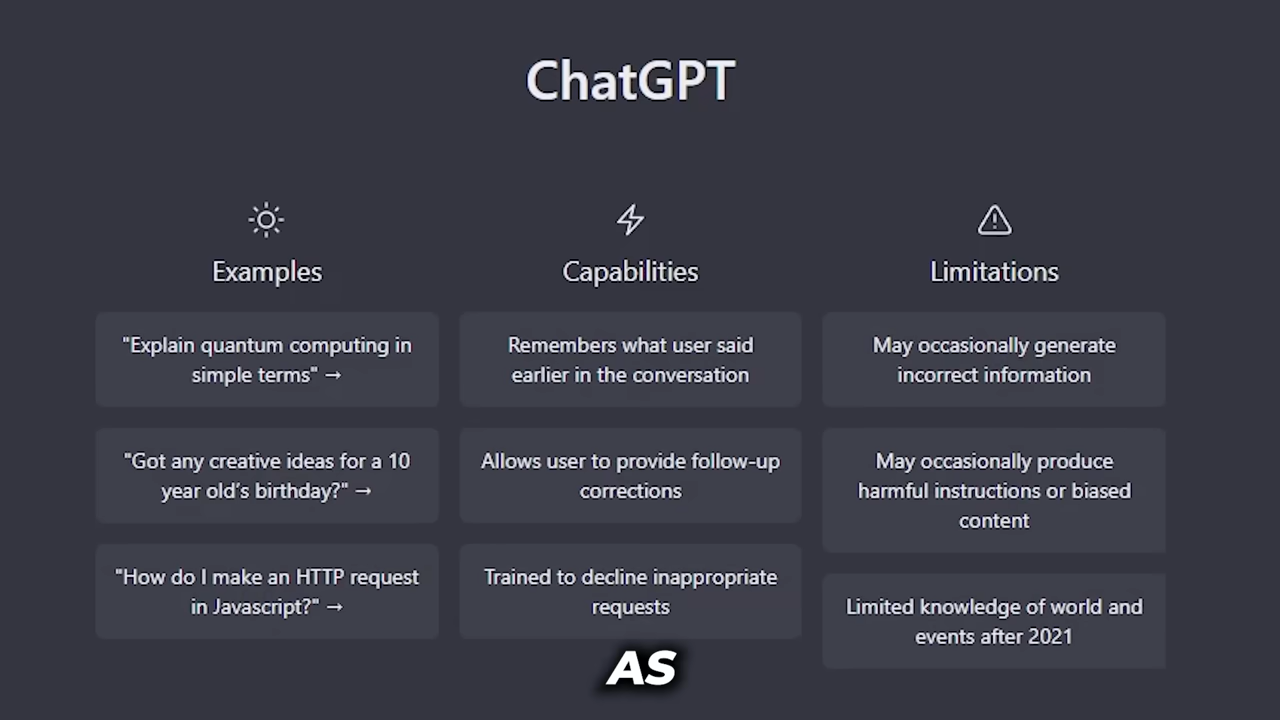 ChatGPT
Examples
"Explain quantum computing in
simple terms" →
"Got any creative ideas for a 10
year old’s birthday?" →
"How do I make an HTTP request
in Javascript?" →
Capabilities
Remembers what user said
earlier in the conversation
Allows user to provide follow-up
corrections
Trained to decline inappropriate
requests
Limitations
May occasionally generate
incorrect information
May occasionally produce
harmful instructions or biased
content
Limited knowledge of world and
events after 2021
AS